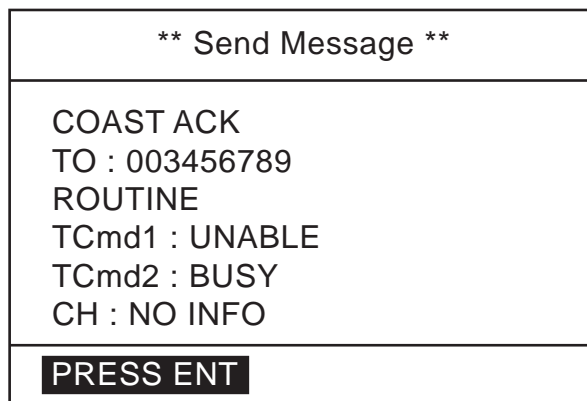 ** Send Message **
COAST ACK
TO : 003456789
ROUTINE
TCmd1 : UNABLE
TCmd2 : BUSY
CH : NO INFO
PRESS ENT